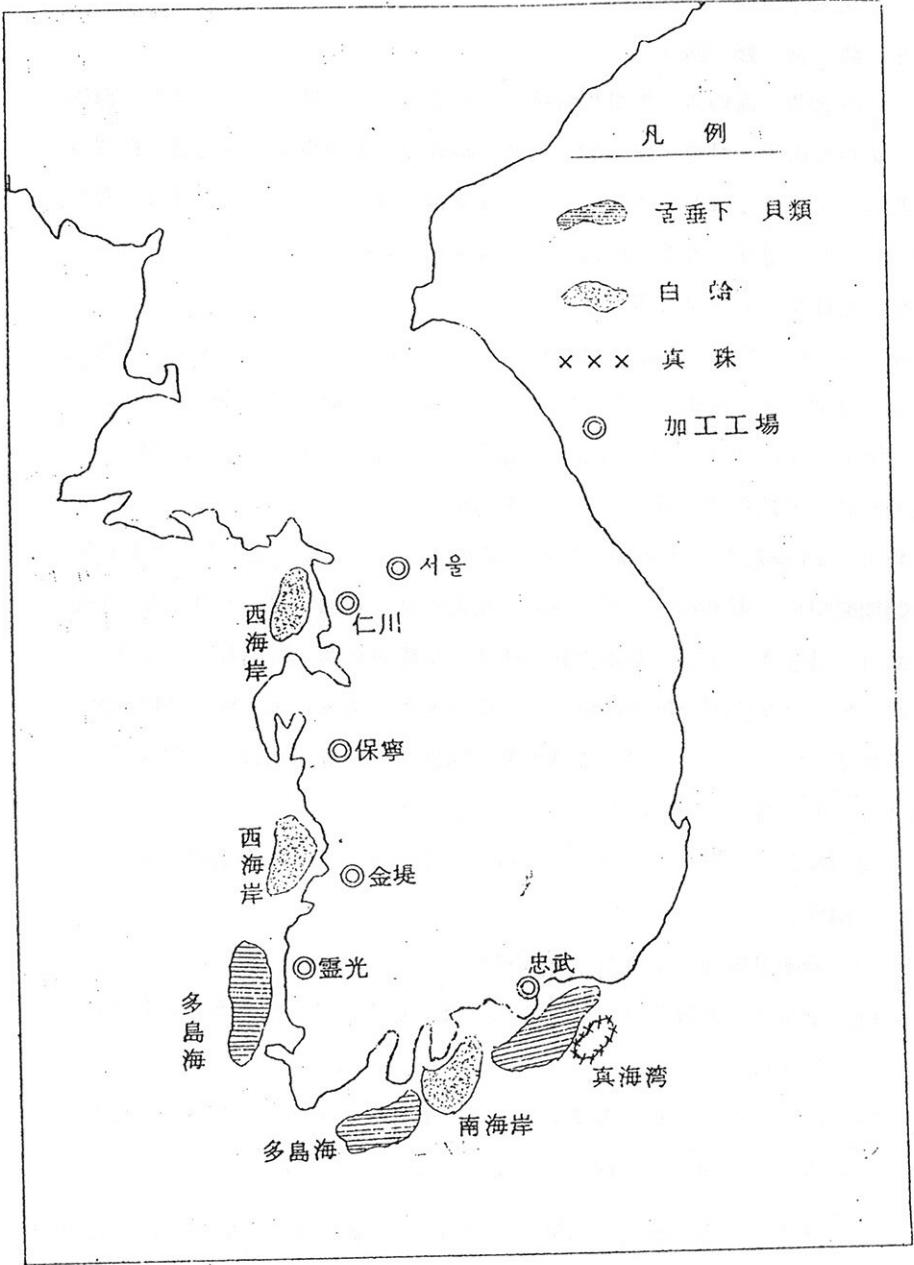 凡 例
굴垂下 貝類
白 蛤
××× 真 珠
◎ 加工工場
서울
仁川
西海岸
保寧
西海岸
金堤
霊光
忠武
多島海
真海湾
南海岸
多島海